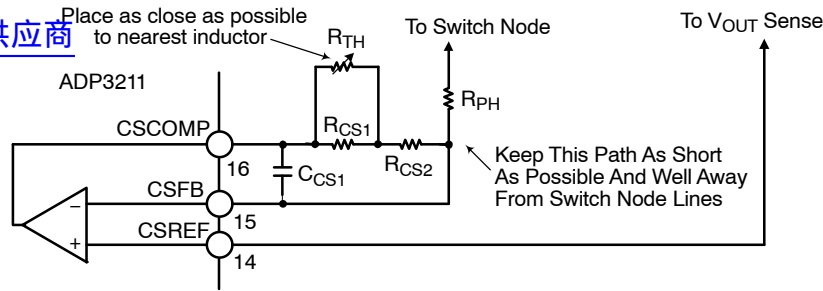 Place as close as possible
to nearest inductor
供应商
ADP3211
RTH
To Switch Node
To VOUT Sense
RPH
CSCOMP
16
RCS1
RCS2
CCS1
Keep This Path As Short
As Possible And Well Away
From Switch Node Lines
CSFB
15
CSREF
14
−
+